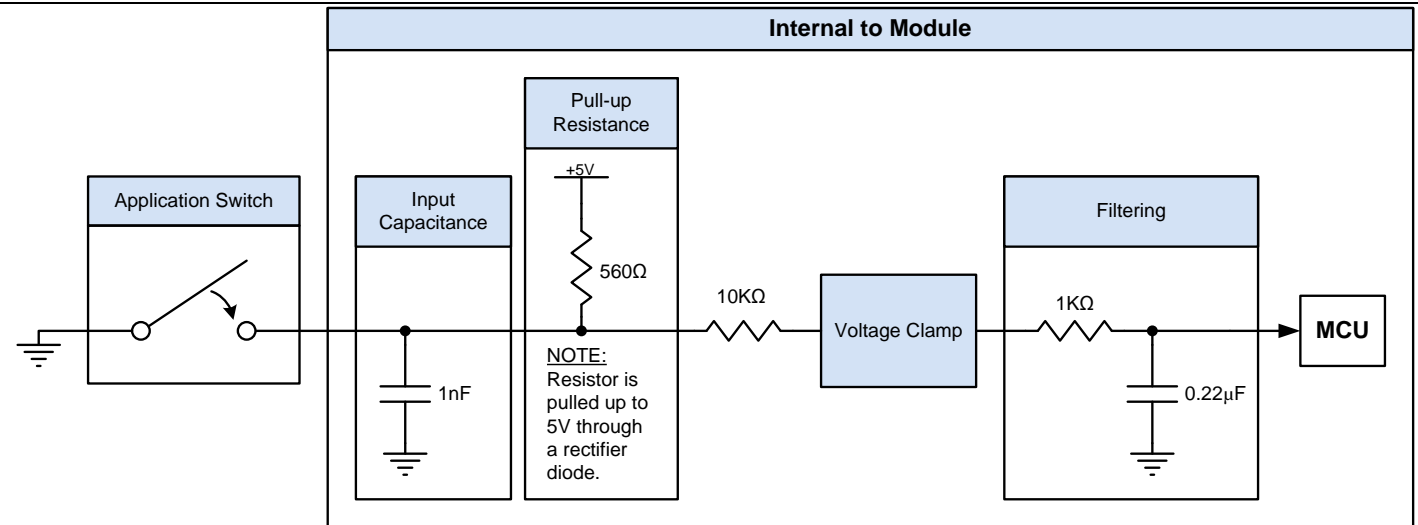 Internal to Module
Pull-up
Resistance
+5V
560Ω
Application Switch
Input
Capacitance
1nF
NOTE:
Resistor is
pulled up to
5V through
a rectifier
diode.
10KΩ
Voltage Clamp
Filtering
1KΩ
0.22µF
MCU